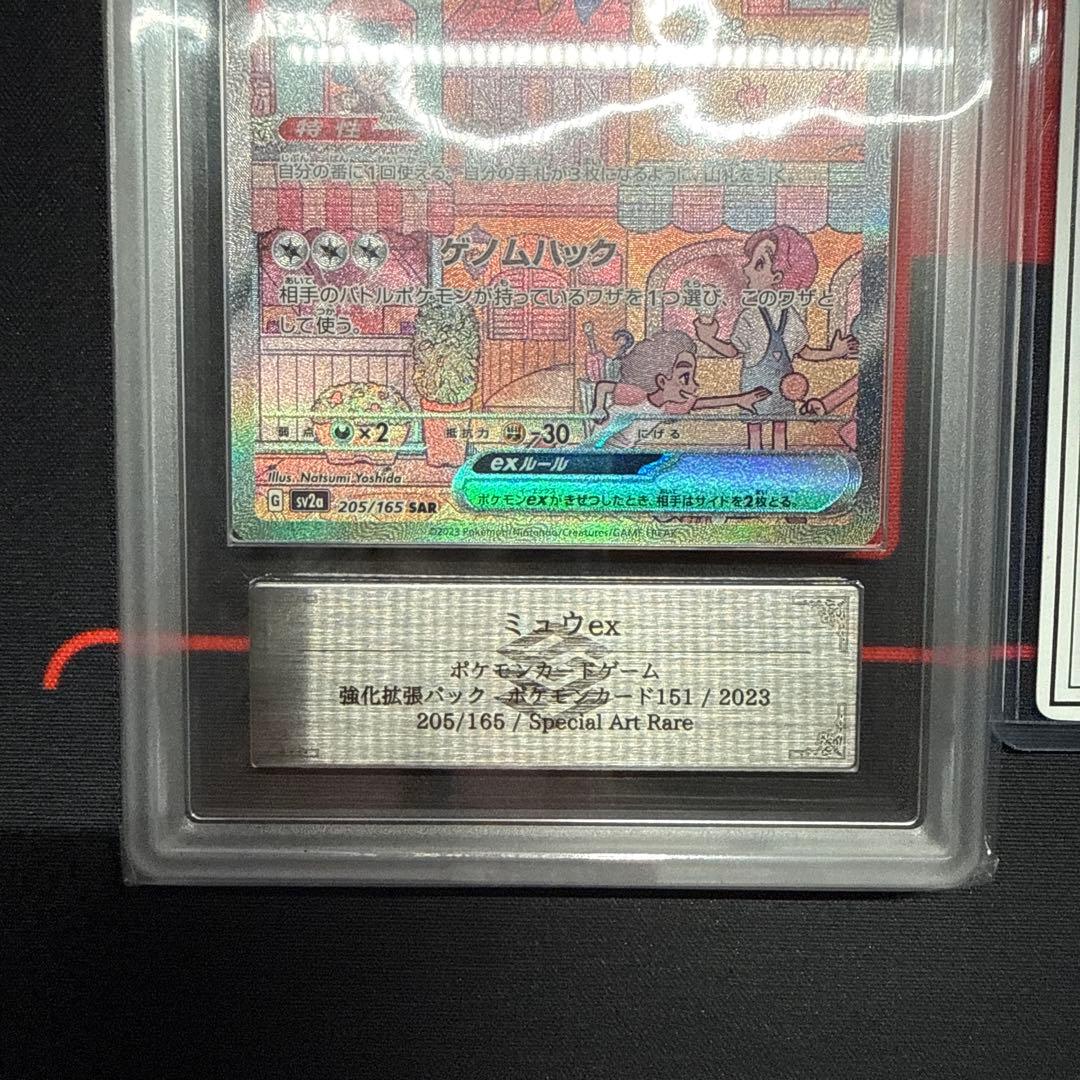 特性
自分の番に1回使える。自分の手札が3枚になるように、山札を引く。
ゲノムハック
相手のバトルポケモンが持っているワザを1つ選び、このワザと
して使う。
弱点 ×2 抵抗力 -30 にげる
exルール
Illus. Natsumi Yoshida
ポケモンexがきぜつしたとき、相手はサイドを2枚とる。
G sv2a 205/165 SAR
©2023 Pokémon/Nintendo/Creatures/GAME FREAK
ミュウex
ポケモンカードゲーム
強化拡張パック ポケモンカード151 / 2023
205/165 / Special Art Rare